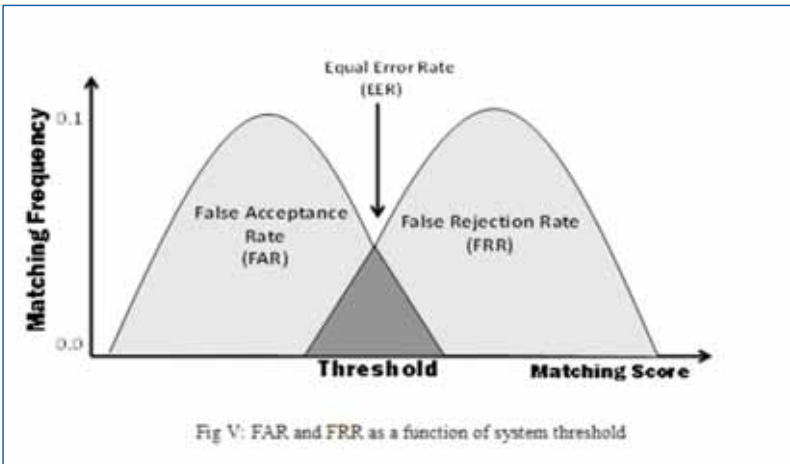 Equal Error Rate
(EER)
Matching Frequency
0.1
False Acceptance
Rate
(FAR)
False Rejection Rate
(FRR)
0.0
Threshold
Matching Score
Fig V: FAR and FRR as a function of system threshold